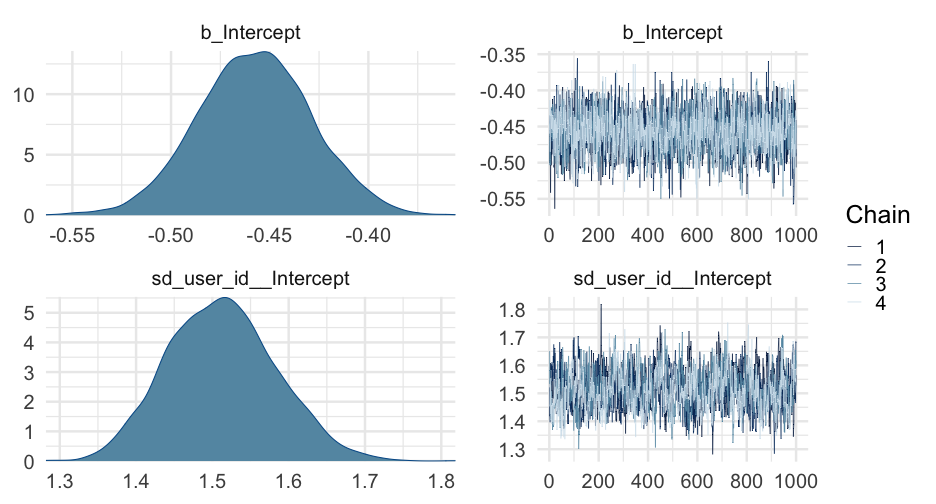 b_Intercept
10
5
0
-0.55 -0.50 -0.45 -0.40
b_Intercept
-0.35
-0.40
-0.45
-0.50
-0.55
0 200 400 600 800 1000
sd_user_id__Intercept
5
4
3
2
1
0
1.3 1.4 1.5 1.6 1.7 1.8
sd_user_id__Intercept
1.8
1.7
1.6
1.5
1.4
1.3
0 200 400 600 800 1000
Chain
1
2
3
4